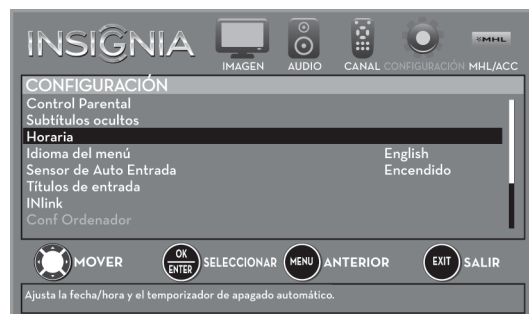 INSIGNIA
IMAGEN AUDIO CANAL CONFIGURACIÓN MHL/ACC
MHL
CONFIGURACIÓN
Control Parental
Subtítulos ocultos
Horaria
Idioma del menú English
Sensor de Auto Entrada Encendido
Títulos de entrada
INlink
Conf Ordenador
MOVER OK ENTER SELECCIONAR MENU ANTERIOR EXIT SALIR
Ajusta la fecha/hora y el temporizador de apagado automático.